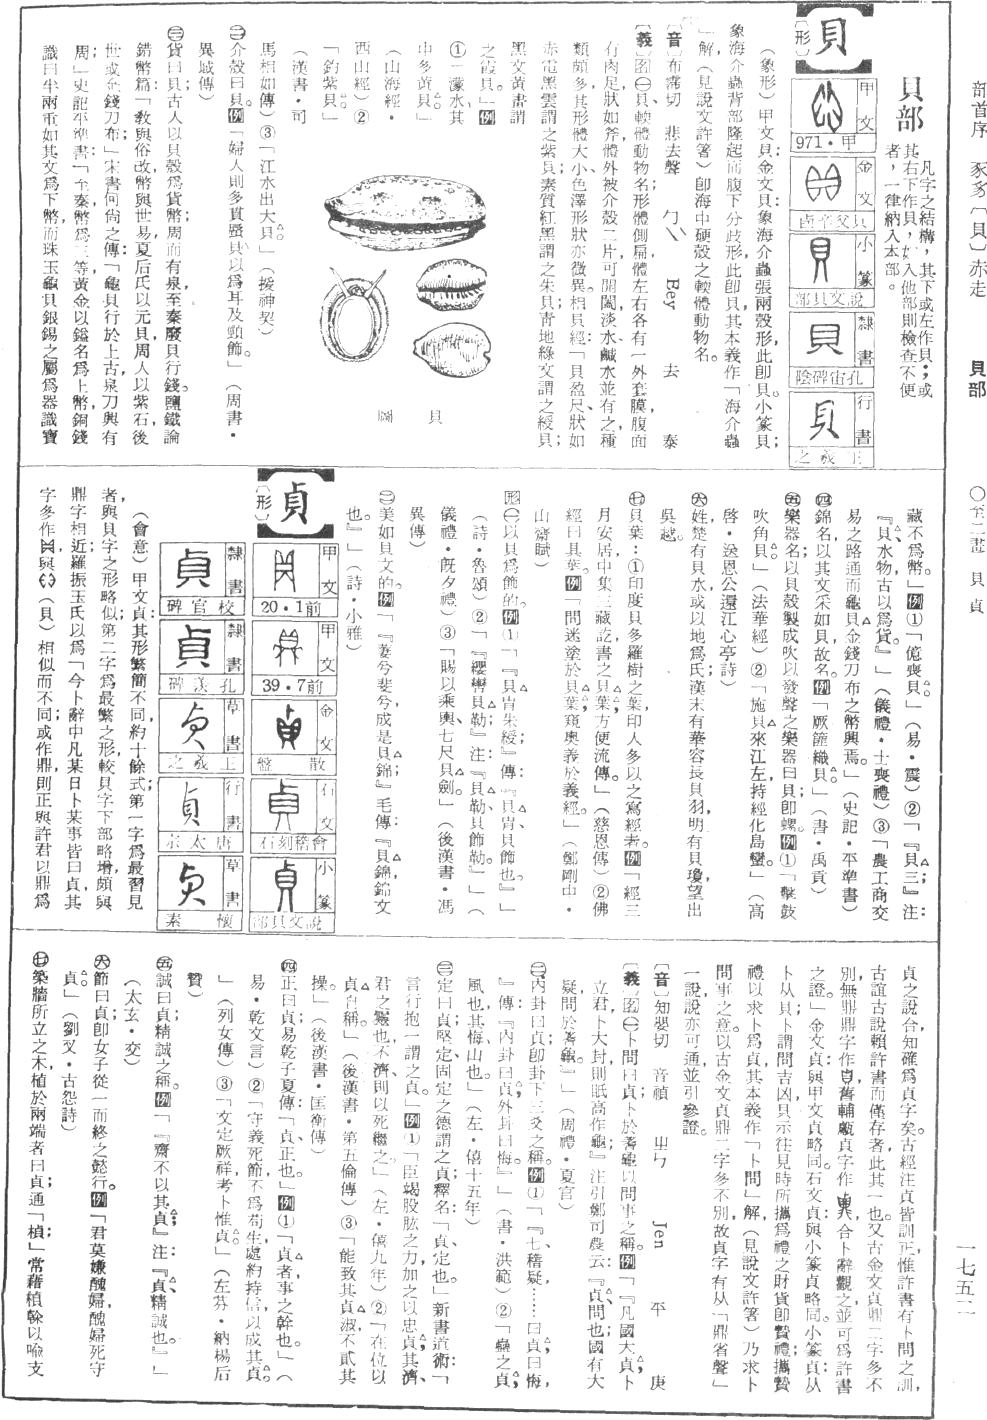 部首序　豕豸〔貝〕赤走　貝部　〇至二畫　貝貞　一七五二
貝部
凡字之結構，其下或左作貝；或
其右下作貝，如入他部則檢查不便
者，一律納入本部。
貝
〔形〕
甲文 971・甲
金文 卣辛父貝
小篆 部貝文說
隸書 陰碑宙孔
行書 之羲王
（象形）甲文貝金文貝：象海介蟲張兩殼形，此卽貝。小篆貝：
象海介蟲背部隆起而腹下分歧形，此卽貝；其本義作「海介蟲
」解（見說文許箸）卽海中硬殼之軟體動物名。
〔音〕布霈切　悲去聲　ㄅㄟˋ　Bey　去　泰
〔義〕图㊀貝，軟體動物名；形體側扁，體左右各有一外套膜，腹面
有肉足狀如斧，體外被介殼二片可開闔，淡水、鹹水並有之，種
類頗多，其形體大小、色澤形狀亦微異。相貝經：「貝盈尺，狀如
赤電黑雲謂之紫貝；素質紅黑謂之朱貝；青地綠文謂之綬貝；
黑文黃畫謂
之霞貝。」例
①「濛水，其
中多黃貝。」
（山海經・
西山經）②
「釣紫貝。」
（漢書・司
馬相如傳）③「江水出大貝。」（援神契）
圖　貝
㊁介殼曰貝。例「婦人則多貫蜑貝以爲耳及頸飾。」（周書・
異域傳）
㊂貨曰貝；古人以貝殼爲貨幣，周而有泉，至秦廢貝行錢。鹽鐵論
錯幣篇：「敎與俗改，幣與世易，夏后氏以元貝，周人以紫石，後
世或金錢刀布。」宋書何尙之傳：「龜貝行於上古，泉刀興有
周。」史記平準書：「至秦幣爲三等：黃金以鎰名爲上幣；銅錢
識曰半兩，重如其文，爲下幣；而珠玉龜貝銀錫之屬爲器識寶
藏不爲幣。」例①「億喪貝。」（易・震）②「『貝三』；注：
『貝，水物，古以爲貨。』」（儀禮・士喪禮）③「農工商交
易之路通，而龜貝金錢刀布之幣興焉。」（史記・平準書）
㊃錦名，以其文采如貝，故名。例「厥篚織貝。」（書・禹貢）
㊄樂器名，以貝殼製成，吹以發聲之樂器曰貝，卽螺。例①「擊鼓
吹角貝。」（法華經）②「施貝來江左，持經化島蠻。」（高
啓・送恩公還江心亭詩）
㊅姓，楚有貝水，或以地爲氏，漢末有華容長貝羽，明有貝瓊，望出
吳越。
㊆貝葉：①印度貝多羅樹之葉，印人多以之寫經者。例「經三
月安居中，集三藏訖，書之貝葉，方便流傳。」（慈恩傳）②佛
經曰貝葉。例「問迷塗於貝葉，窺奧義於羲經。」（鄭剛中・
山齋賦）
形㊀以貝爲飾的。例①「『貝冑朱綬』傳：『貝冑，貝飾也。』」
（詩・魯頌）②「『纓轡貝勒』注：『貝勒，貝飾勒。』」（
儀禮・旣夕禮）③「賜以乘輿、七尺貝劍。」（後漢書・馮
異傳）
㊁美如貝文的。例「『萋兮斐兮，成是貝錦』毛傳：『貝錦，錦文
也。』」（詩・小雅）
貞
〔形〕
甲文 20・1前
甲文 39・7前
金文 盤散
石文 石刻稽會
小篆 部貝文說
隸書 碑官校
隸書 碑羨孔
草書 之羲王
行書 宗太唐
草書 素懷
（會意）甲文貞：其形繁簡不同，約十餘式，第一字爲最習見
者，與貝字之形略似；第二字爲最繁之形，較貝字下部略增，頗與
鼎字相近；羅振玉氏以爲「今卜辭中凡某日卜某事皆曰貞，其
字多作與（貝）相似而不同；或作鼎，則正與許君以鼎爲
貞之說合，知確爲貞字矣。古經注貞皆訓正，惟許書有卜問之訓，
古誼古說賴許書而僅存者，此其一也。又古金文貞鼎二字多不
別，無鼎鼎字作，舊輔甗貞字作，合卜辭觀之，並可爲許書
之證。」金文貞與甲文貞略同。石文貞：與小篆貞略同。小篆貞：从
卜从貝，卜謂問吉凶，貝示往見時所攜爲禮之財貨，卽贄禮，攜贄
禮以求卜爲貞，其本義作「卜問」解（見說文許箸）乃求卜
問事之意。以古金文貞鼎二字多不別，故貞字有从「鼎省聲」
一說，說亦可通，並引參證。
〔音〕知嬰切　音禎　ㄓㄣ　Jen　平　庚
〔義〕图㊀卜問曰貞，卜於蓍龜以問事之稱。例「『凡國大貞，卜
立君，卜大封，則眂高作龜。』注引鄭司農云：『貞，問也，國有大
疑問於蓍龜。』」（周禮・夏官）
㊁內卦曰貞，卽卦下三爻之稱。例①「『七稽疑，……曰貞，曰悔，
』傳：『內卦曰貞，外卦曰悔。』」（書・洪範）②「蠱之貞，
風也，其悔，山也。」（左・僖十五年）
㊂定曰貞；堅定、固定之德謂之貞。釋名：「貞，定也。」新書道術：「
言行抱一謂之貞。」例①「臣竭股肱之力，加之以忠貞，其濟，
君之靈也，不濟，則以死繼之。」（左・僖九年）②「在位以
貞白稱。」（後漢書・第五倫傳）③「能致其貞淑，不貳其
操。」（後漢書・匡衡傳）
㊃正曰貞。易乾子夏傳：「貞，正也。」例①「貞者，事之幹也。」（
易・乾文言）②「守義死節，不爲苟生，處約持信，以成其貞。
」（列女傳）③「文定厥祥，考卜惟貞。」（左芬・納楊后
贊）
㊄誠曰貞，精誠之稱。例「『齋不以其貞』注：『貞，精誠也。』」
（太玄・交）
㊅節曰貞，卽女子從一而終之懿行。例「君莫嫌醜婦，醜婦死守
貞。」（劉叉・古怨詩）
㊆築牆所立之木，植於兩端者曰貞，通「楨」，常藉楨榦以喩支